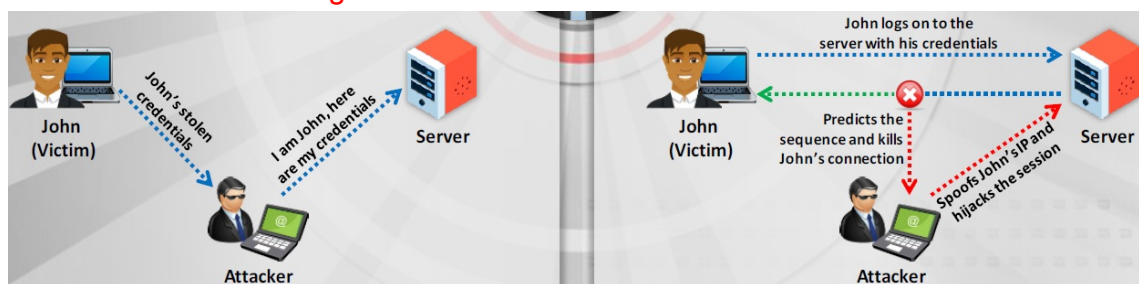 John's stolen
credentials
I am John, here
are my credentials
John
(Victim)
Server
Attacker
John logs on to the
server with his credentials
Predicts the
sequence and kills
John's connection
Spoofs John's IP and
hijacks the session
John
(Victim)
Server
Attacker